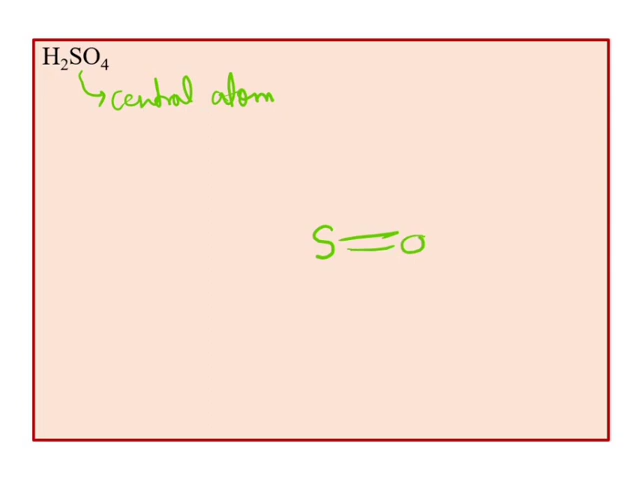 H₂SO₄
central atom
S=O